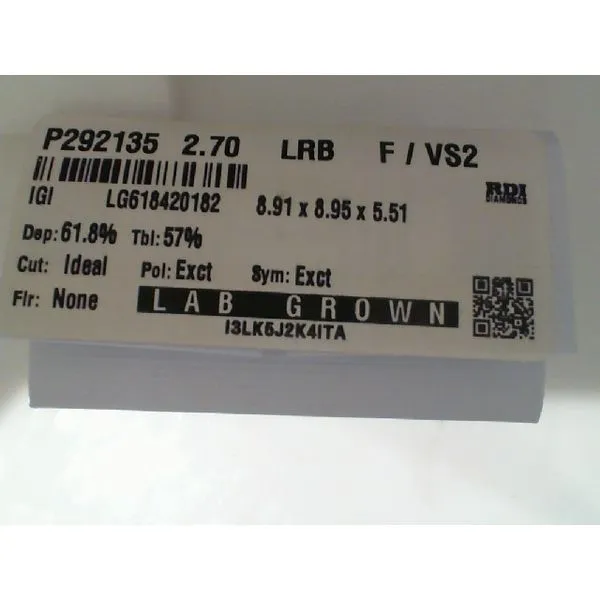 P292135 2.70 LRB F / VS2
RDI
DIAMONDS
IGI LG618420182 8.91 x 8.95 x 5.51
Dep: 61.8% Tbl: 57%
Cut: Ideal Pol: Exct Sym: Exct
Flr: None LAB GROWN
I3LK5J2K4ITA